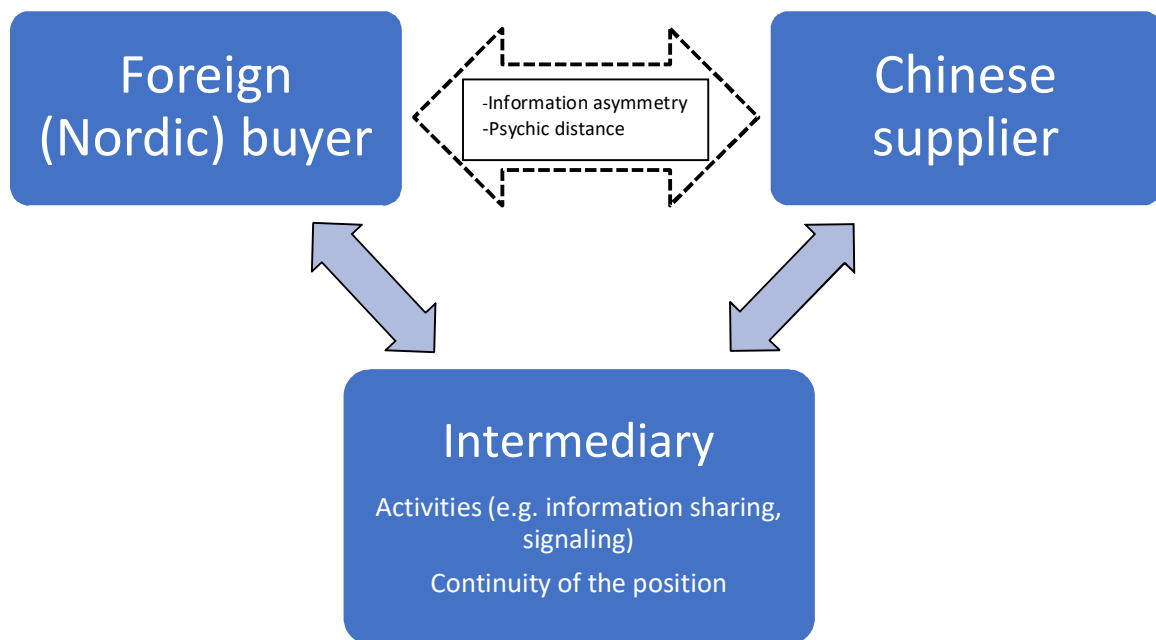 Foreign
(Nordic) buyer
-Information asymmetry
-Psychic distance
Chinese
supplier
Intermediary
Activities (e.g. information sharing,
signaling)
Continuity of the position